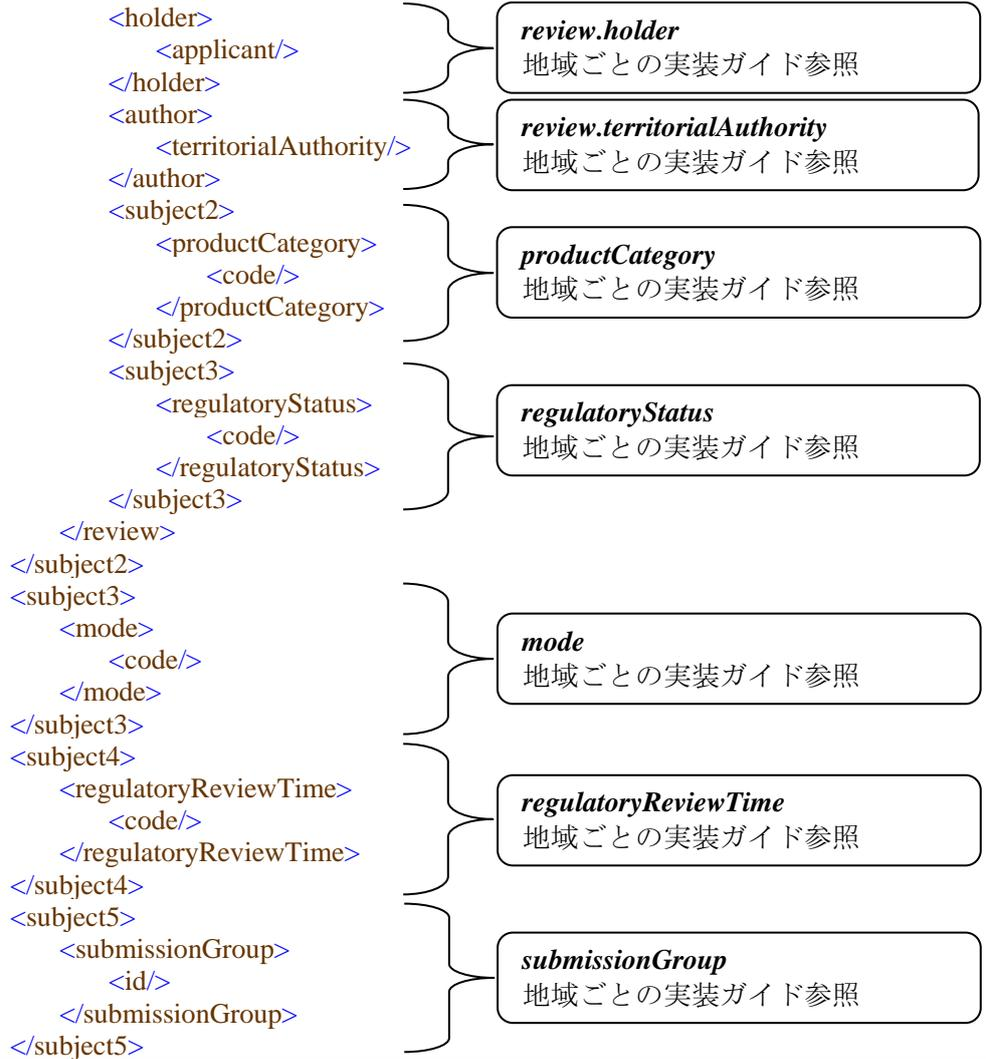 <holder>
<applicant/>
</holder>
review.holder
地域ごとの実装ガイド参照
<author>
<territorialAuthority/>
</author>
review.territorialAuthority
地域ごとの実装ガイド参照
<subject2>
<productCategory>
<code/>
</productCategory>
</subject2>
productCategory
地域ごとの実装ガイド参照
<subject3>
<regulatoryStatus>
<code/>
</regulatoryStatus>
</subject3>
regulatoryStatus
地域ごとの実装ガイド参照
</review>
</subject2>
<subject3>
<mode>
<code/>
</mode>
</subject3>
mode
地域ごとの実装ガイド参照
<subject4>
<regulatoryReviewTime>
<code/>
</regulatoryReviewTime>
</subject4>
regulatoryReviewTime
地域ごとの実装ガイド参照
<subject5>
<submissionGroup>
<id/>
</submissionGroup>
</subject5>
submissionGroup
地域ごとの実装ガイド参照